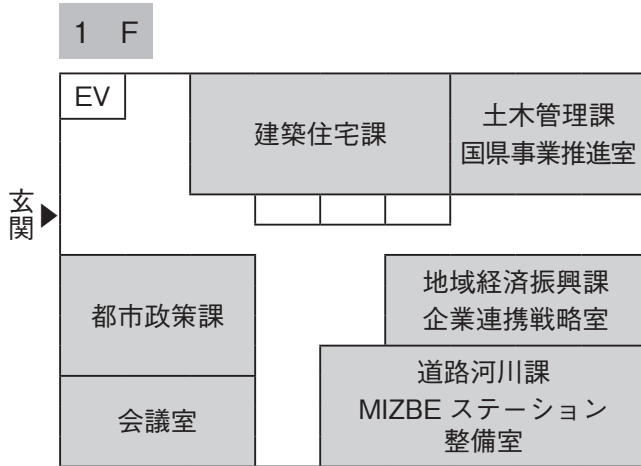 1 F
EV
建築住宅課
土木管理課
国県事業推進室
玄関
都市政策課
地域経済振興課
企業連携戦略室
会議室
道路河川課
MIZBE ステーション
整備室